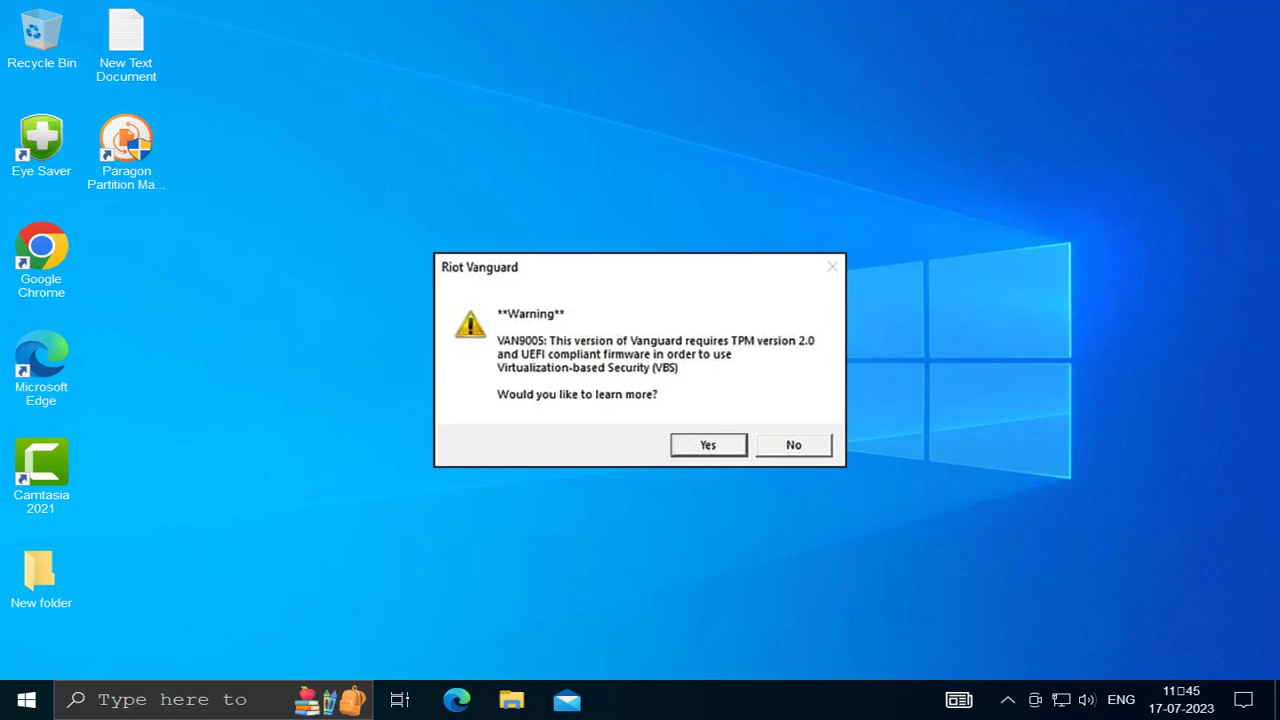 Recycle Bin
New Text
Document
Eye Saver
Paragon
Partition Ma...
Google
Chrome
Microsoft
Edge
Camtasia
2021
New folder
Riot Vanguard
**Warning**
VAN9005: This version of Vanguard requires TPM version 2.0
and UEFI compliant firmware in order to use
Virtualization-based Security (VBS)
Would you like to learn more?
Yes
No
Type here to
ENG
11▯45
17-07-2023